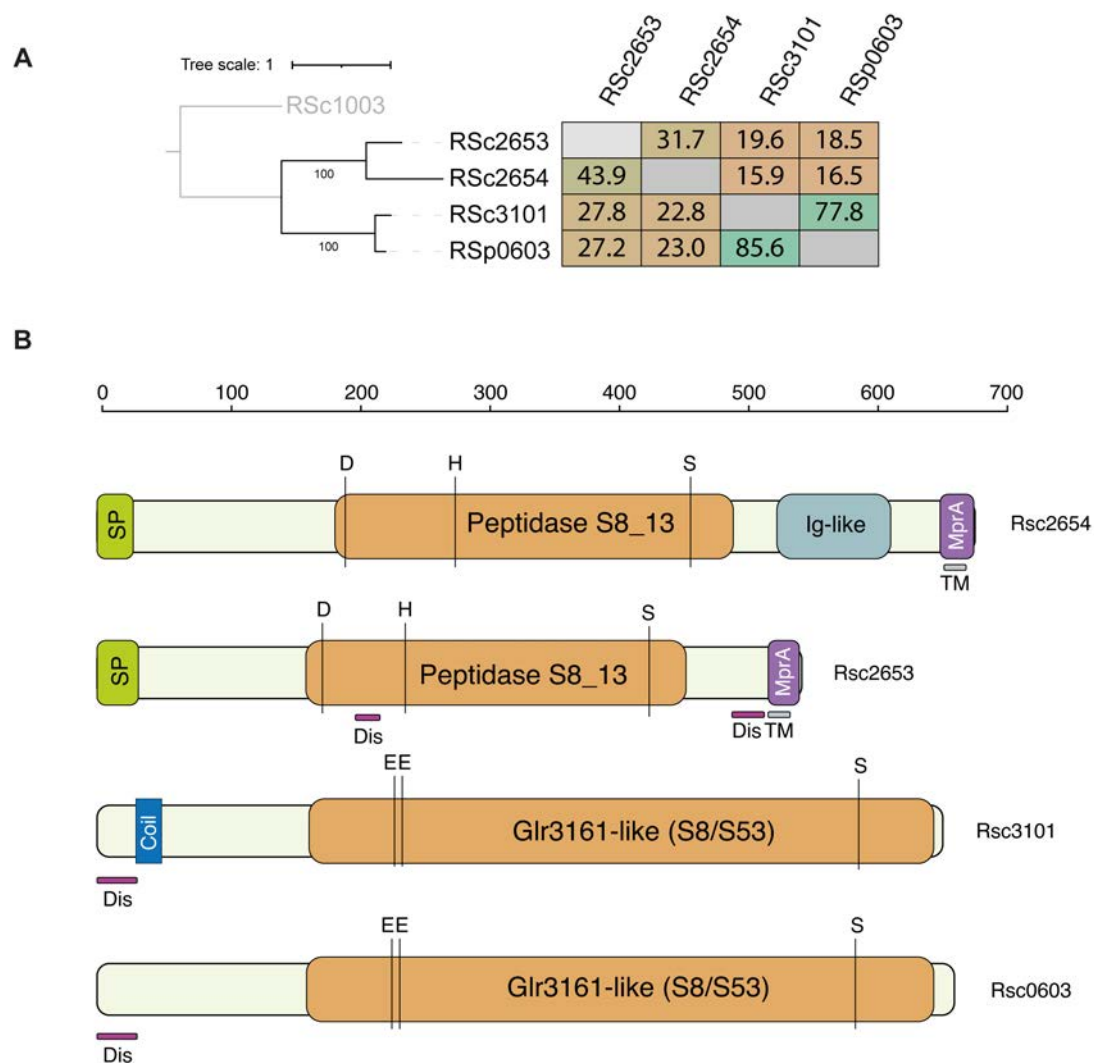 A
Tree scale: 1
RSc2653 RSc2654 RSc3101 RSp0603
RSc1003
RSc2653 31.7 19.6 18.5
100
RSc2654 43.9 15.9 16.5
RSc3101 27.8 22.8 77.8
100
RSp0603 27.2 23.0 85.6
B
0 100 200 300 400 500 600 700
D H S
SP Peptidase S8_13 Ig-like MprA Rsc2654
TM
D H S
SP Peptidase S8_13 MprA Rsc2653
Dis Dis TM
EE S
Coil Glr3161-like (S8/S53) Rsc3101
Dis
EE S
Glr3161-like (S8/S53) Rsc0603
Dis